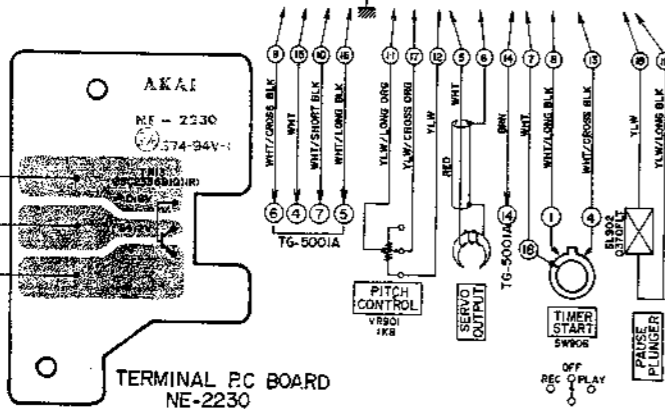 9 15 10 16 11 17 12 5 6 14 7 8 13 18
WHT/CROSS BLK
WHT
WHT/SHORT BLK
WHT/LONG BLK
YLW/LONG ORG
YLW/CROSS ORG
YLW
WHT
RED
BRN
WHT
WHT/LONG BLK
WHT/CROSS BLK
YLW
YLW/LONG BLK
AKAI
NE-2230
574-94V-
6 4 7 5
TG-5001A
14
TG-5001A
16
1 4
PITCH
CONTROL
VR901
1KB
SERVO
OUTPUT
TIMER
START
SW906
OFF
REC PLAY
SL902
PAUSE
PLUNGER
TERMINAL P.C BOARD
NE-2230